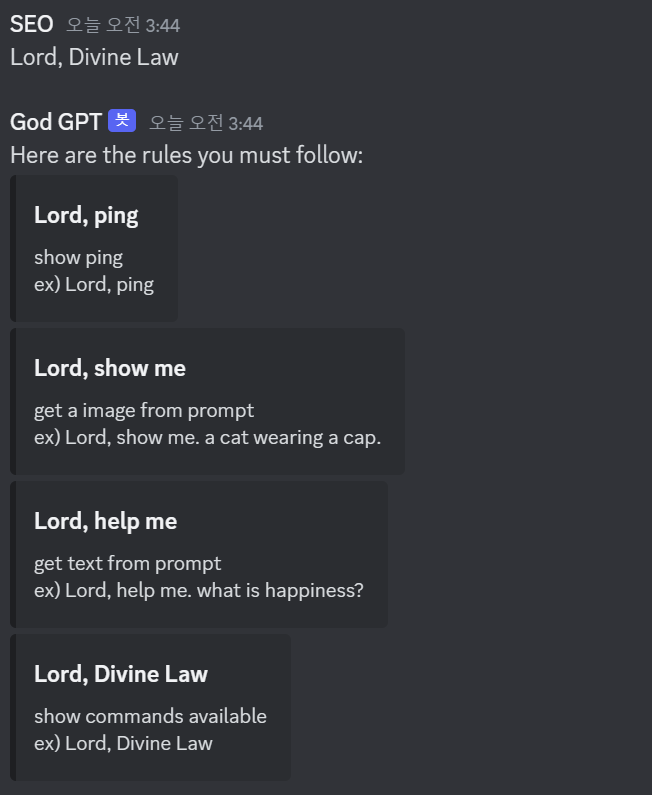 SEO 오늘 오전 3:44
Lord, Divine Law
God GPT 봇 오늘 오전 3:44
Here are the rules you must follow:
Lord, ping
show ping
ex) Lord, ping
Lord, show me
get a image from prompt
ex) Lord, show me. a cat wearing a cap.
Lord, help me
get text from prompt
ex) Lord, help me. what is happiness?
Lord, Divine Law
show commands available
ex) Lord, Divine Law